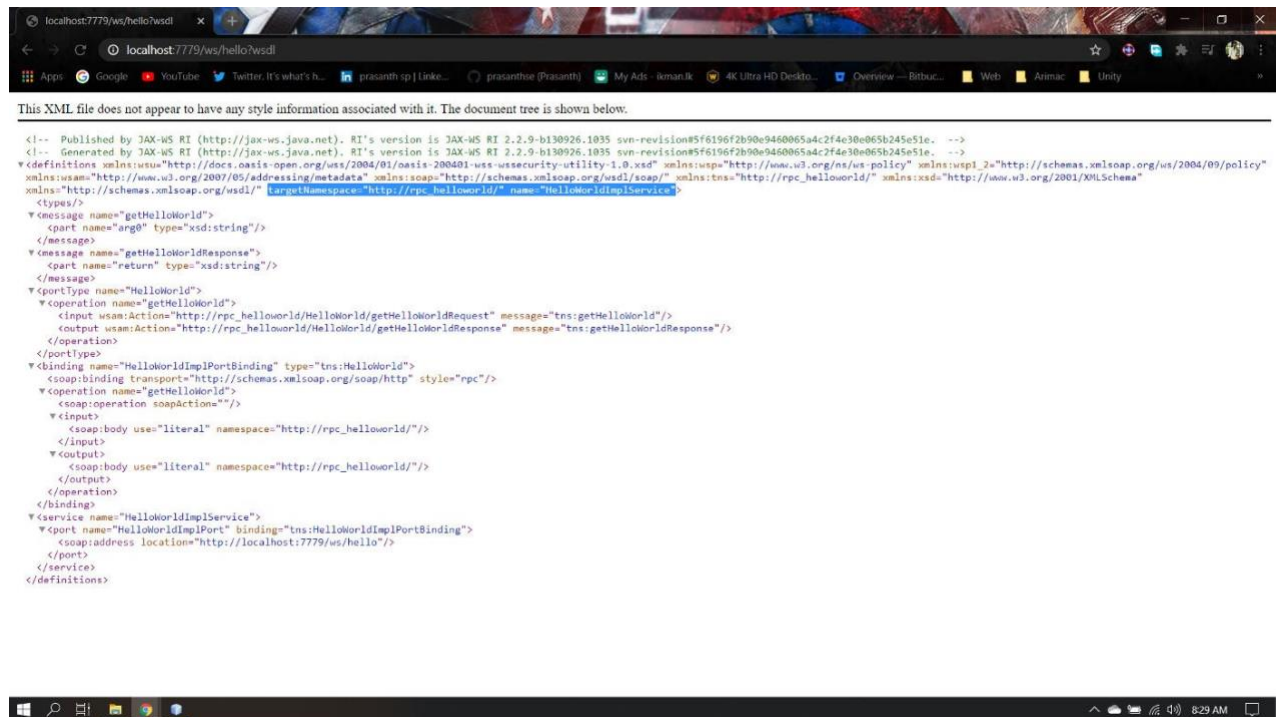 localhost:7779/ws/hello?wsdl
localhost:7779/ws/hello?wsdl
Apps Google YouTube Twitter. It's what's h... prasanth sp | Linke... prasanthse (Prasanth) My Ads - ikman.lk 4K Ultra HD Deskto... Overview — Bitbuc... Web Arimac Unity
This XML file does not appear to have any style information associated with it. The document tree is shown below.
<!-- Published by JAX-WS RI (http://jax-ws.java.net). RI's version is JAX-WS RI 2.2.9-b130926.1035 svn-revision#5f6196f2b90e9460065a4c2f4e30e065b245e51e. -->
<!-- Generated by JAX-WS RI (http://jax-ws.java.net). RI's version is JAX-WS RI 2.2.9-b130926.1035 svn-revision#5f6196f2b90e9460065a4c2f4e30e065b245e51e. -->
<definitions xmlns:wsu="http://docs.oasis-open.org/wss/2004/01/oasis-200401-wss-wssecurity-utility-1.0.xsd" xmlns:wsp="http://www.w3.org/ns/ws-policy" xmlns:wsp1_2="http://schemas.xmlsoap.org/ws/2004/09/policy"
xmlns:wsam="http://www.w3.org/2007/05/addressing/metadata" xmlns:soap="http://schemas.xmlsoap.org/wsdl/soap/" xmlns:tns="http://rpc_helloworld/" xmlns:xsd="http://www.w3.org/2001/XMLSchema"
xmlns="http://schemas.xmlsoap.org/wsdl/" targetNamespace="http://rpc_helloworld/" name="HelloWorldImplService">
<types/>
<message name="getHelloWorld">
<part name="arg0" type="xsd:string"/>
</message>
<message name="getHelloWorldResponse">
<part name="return" type="xsd:string"/>
</message>
<portType name="HelloWorld">
<operation name="getHelloWorld">
<input wsam:Action="http://rpc_helloworld/HelloWorld/getHelloWorldRequest" message="tns:getHelloWorld"/>
<output wsam:Action="http://rpc_helloworld/HelloWorld/getHelloWorldResponse" message="tns:getHelloWorldResponse"/>
</operation>
</portType>
<binding name="HelloWorldImplPortBinding" type="tns:HelloWorld">
<soap:binding transport="http://schemas.xmlsoap.org/soap/http" style="rpc"/>
<operation name="getHelloWorld">
<soap:operation soapAction=""/>
<input>
<soap:body use="literal" namespace="http://rpc_helloworld/"/>
</input>
<output>
<soap:body use="literal" namespace="http://rpc_helloworld/"/>
</output>
</operation>
</binding>
<service name="HelloWorldImplService">
<port name="HelloWorldImplPort" binding="tns:HelloWorldImplPortBinding">
<soap:address location="http://localhost:7779/ws/hello"/>
</port>
</service>
</definitions>
8:29 AM